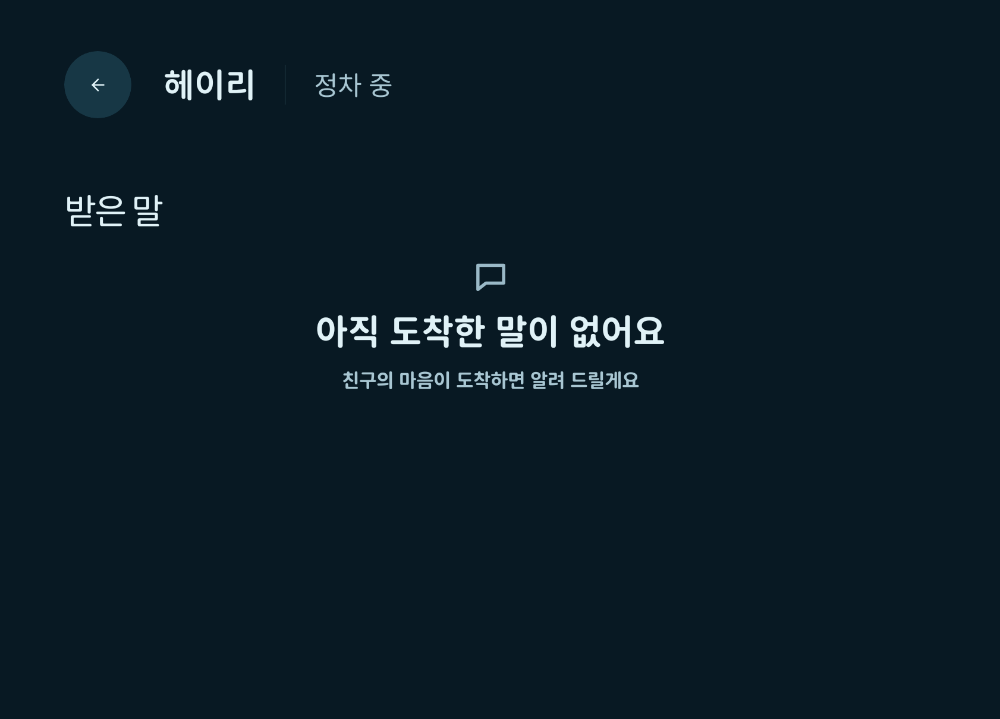 헤이리
정차 중
받은 말
아직 도착한 말이 없어요
친구의 마음이 도착하면 알려 드릴게요